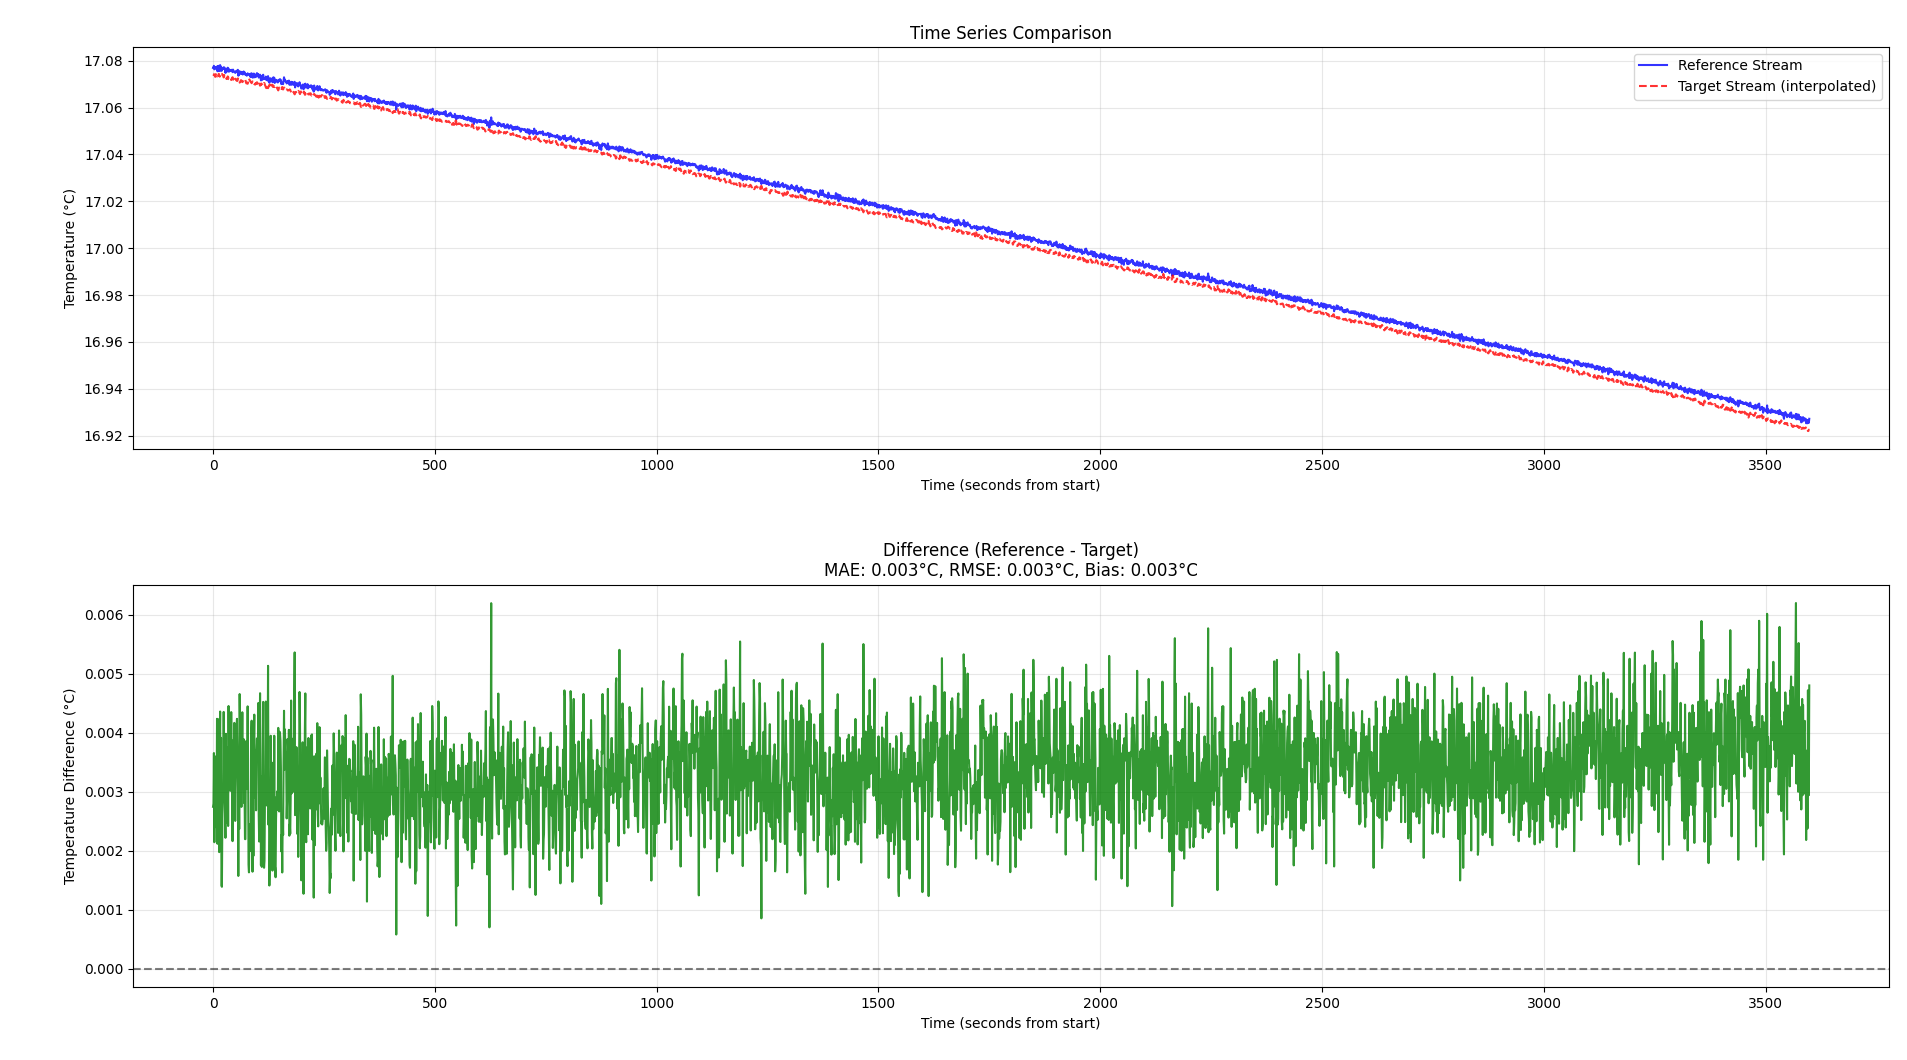 Time Series Comparison
Reference Stream
Target Stream (interpolated)
Temperature (°C)
17.08
17.06
17.04
17.02
17.00
16.98
16.96
16.94
16.92
0 500 1000 1500 2000 2500 3000 3500
Time (seconds from start)
Difference (Reference - Target)
MAE: 0.003°C, RMSE: 0.003°C, Bias: 0.003°C
Temperature Difference (°C)
0.006
0.005
0.004
0.003
0.002
0.001
0.000
0 500 1000 1500 2000 2500 3000 3500
Time (seconds from start)